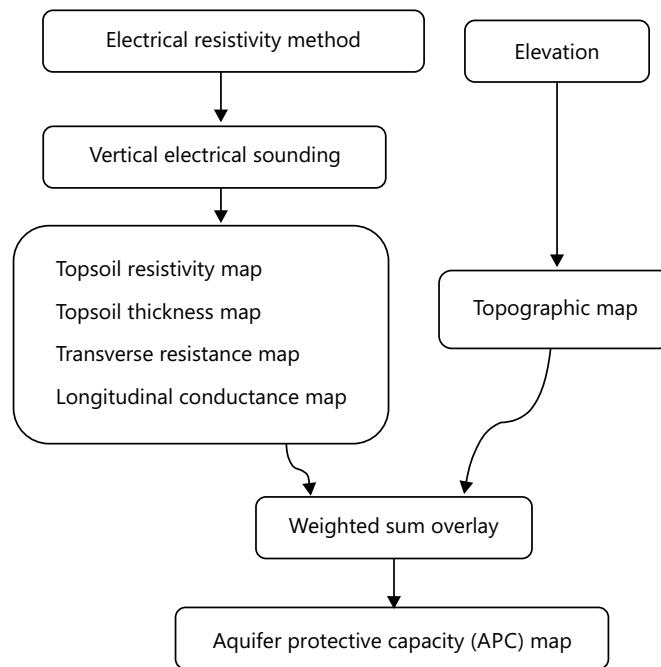 Electrical resistivity method
Elevation
Vertical electrical sounding
Topsoil resistivity map
Topsoil thickness map
Transverse resistance map
Longitudinal conductance map
Topographic map
Weighted sum overlay
Aquifer protective capacity (APC) map